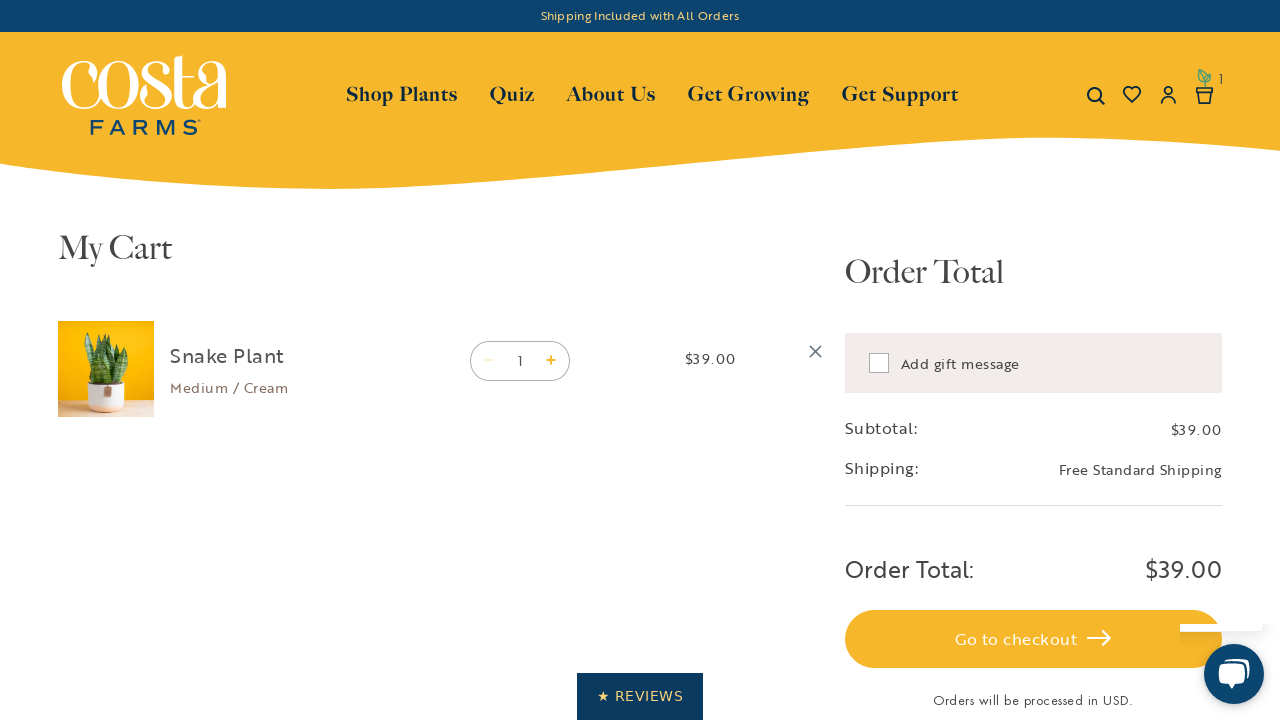 Shipping Included with All Orders
costa
FARMS
Shop Plants
Quiz
About Us
Get Growing
Get Support
1
My Cart
Snake Plant
Medium / Cream
− 1 +
$39.00
Order Total
Add gift message
Subtotal: $39.00
Shipping: Free Standard Shipping
Order Total: $39.00
Go to checkout
Orders will be processed in USD.
★ REVIEWS